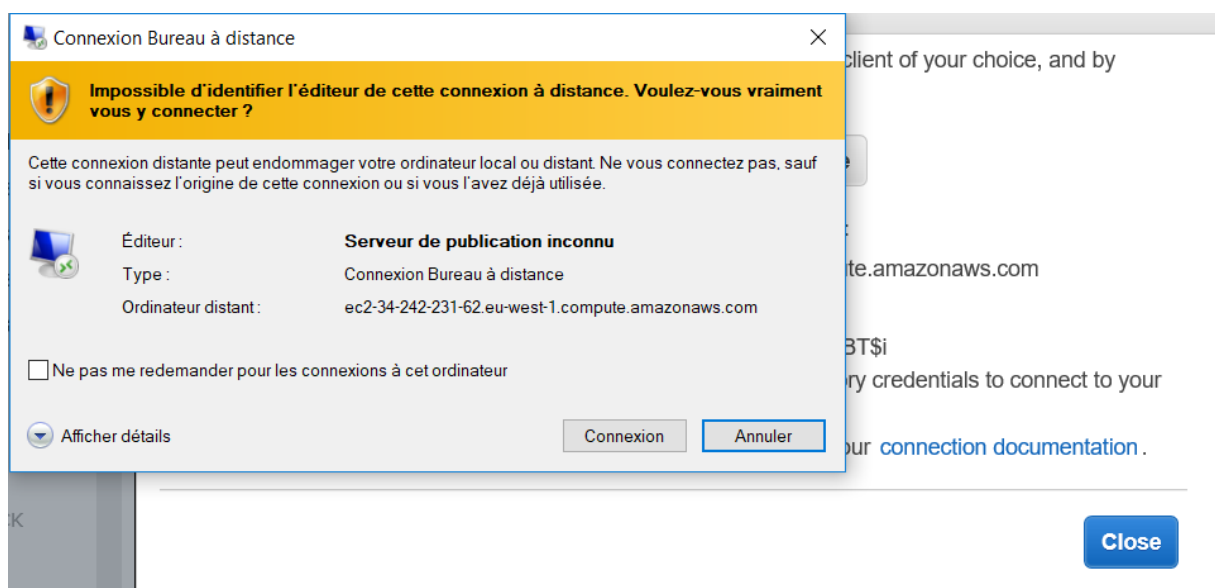 Connexion Bureau à distance
Impossible d'identifier l'éditeur de cette connexion à distance. Voulez-vous vraiment
vous y connecter ?
Cette connexion distante peut endommager votre ordinateur local ou distant. Ne vous connectez pas, sauf
si vous connaissez l'origine de cette connexion ou si vous l'avez déjà utilisée.
Éditeur :
Serveur de publication inconnu
Type :
Connexion Bureau à distance
Ordinateur distant :
ec2-34-242-231-62.eu-west-1.compute.amazonaws.com
Ne pas me redemander pour les connexions à cet ordinateur
Afficher détails
Connexion
Annuler
client of your choice, and by
te.amazonaws.com
BT$i
ry credentials to connect to your
our connection documentation.
Close